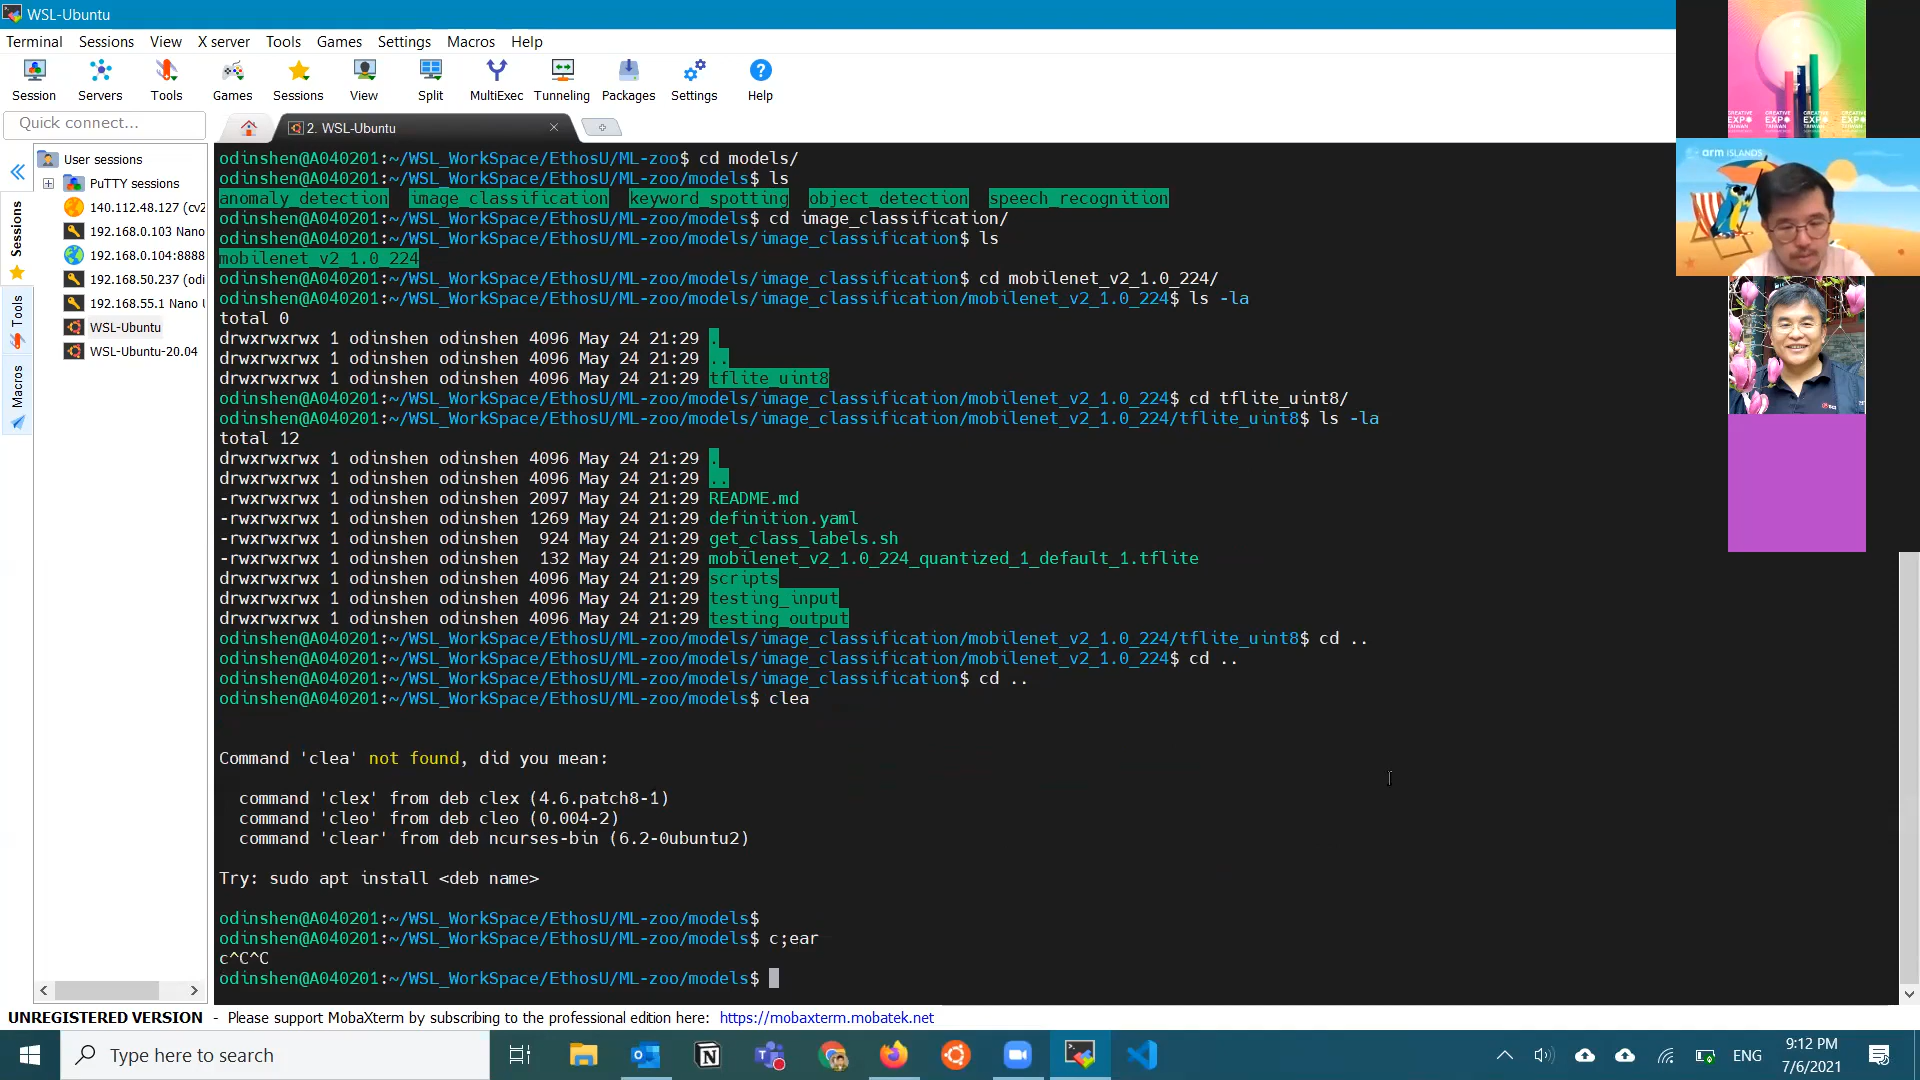 WSL-Ubuntu
Terminal Sessions View X server Tools Games Settings Macros Help
Session Servers Tools Games Sessions View Split MultiExec Tunneling Packages Settings Help
Quick connect...
2. WSL-Ubuntu
User sessions
PuTTY sessions
140.112.48.127 (cv2
192.168.0.103 Nano
192.168.0.104:8888
192.168.50.237 (odi
192.168.55.1 Nano U
WSL-Ubuntu
WSL-Ubuntu-20.04
Sessions
Tools
Macros
odinshen@A040201:~/WSL_WorkSpace/EthosU/ML-zoo$ cd models/
odinshen@A040201:~/WSL_WorkSpace/EthosU/ML-zoo/models$ ls
anomaly_detection image_classification keyword_spotting object_detection speech_recognition
odinshen@A040201:~/WSL_WorkSpace/EthosU/ML-zoo/models$ cd image_classification/
odinshen@A040201:~/WSL_WorkSpace/EthosU/ML-zoo/models/image_classification$ ls
mobilenet_v2_1.0_224
odinshen@A040201:~/WSL_WorkSpace/EthosU/ML-zoo/models/image_classification$ cd mobilenet_v2_1.0_224/
odinshen@A040201:~/WSL_WorkSpace/EthosU/ML-zoo/models/image_classification/mobilenet_v2_1.0_224$ ls -la
total 0
drwxrwxrwx 1 odinshen odinshen 4096 May 24 21:29 .
drwxrwxrwx 1 odinshen odinshen 4096 May 24 21:29 ..
drwxrwxrwx 1 odinshen odinshen 4096 May 24 21:29 tflite_uint8
odinshen@A040201:~/WSL_WorkSpace/EthosU/ML-zoo/models/image_classification/mobilenet_v2_1.0_224$ cd tflite_uint8/
odinshen@A040201:~/WSL_WorkSpace/EthosU/ML-zoo/models/image_classification/mobilenet_v2_1.0_224/tflite_uint8$ ls -la
total 12
drwxrwxrwx 1 odinshen odinshen 4096 May 24 21:29 .
drwxrwxrwx 1 odinshen odinshen 4096 May 24 21:29 ..
-rwxrwxrwx 1 odinshen odinshen 2097 May 24 21:29 README.md
-rwxrwxrwx 1 odinshen odinshen 1269 May 24 21:29 definition.yaml
-rwxrwxrwx 1 odinshen odinshen  924 May 24 21:29 get_class_labels.sh
-rwxrwxrwx 1 odinshen odinshen  132 May 24 21:29 mobilenet_v2_1.0_224_quantized_1_default_1.tflite
drwxrwxrwx 1 odinshen odinshen 4096 May 24 21:29 scripts
drwxrwxrwx 1 odinshen odinshen 4096 May 24 21:29 testing_input
drwxrwxrwx 1 odinshen odinshen 4096 May 24 21:29 testing_output
odinshen@A040201:~/WSL_WorkSpace/EthosU/ML-zoo/models/image_classification/mobilenet_v2_1.0_224/tflite_uint8$ cd ..
odinshen@A040201:~/WSL_WorkSpace/EthosU/ML-zoo/models/image_classification/mobilenet_v2_1.0_224$ cd ..
odinshen@A040201:~/WSL_WorkSpace/EthosU/ML-zoo/models/image_classification$ cd ..
odinshen@A040201:~/WSL_WorkSpace/EthosU/ML-zoo/models$ clea
Command 'clea' not found, did you mean:
command 'clex' from deb clex (4.6.patch8-1)
command 'cleo' from deb cleo (0.004-2)
command 'clear' from deb ncurses-bin (6.2-0ubuntu2)
Try: sudo apt install <deb name>
odinshen@A040201:~/WSL_WorkSpace/EthosU/ML-zoo/models$
odinshen@A040201:~/WSL_WorkSpace/EthosU/ML-zoo/models$ c;ear
c^C^C
odinshen@A040201:~/WSL_WorkSpace/EthosU/ML-zoo/models$
CREATIVE EXPO TAIWAN
arm ISLANDS
UNREGISTERED VERSION - Please support MobaXterm by subscribing to the professional edition here: https://mobaxterm.mobatek.net
Type here to search
ENG
9:12 PM
7/6/2021